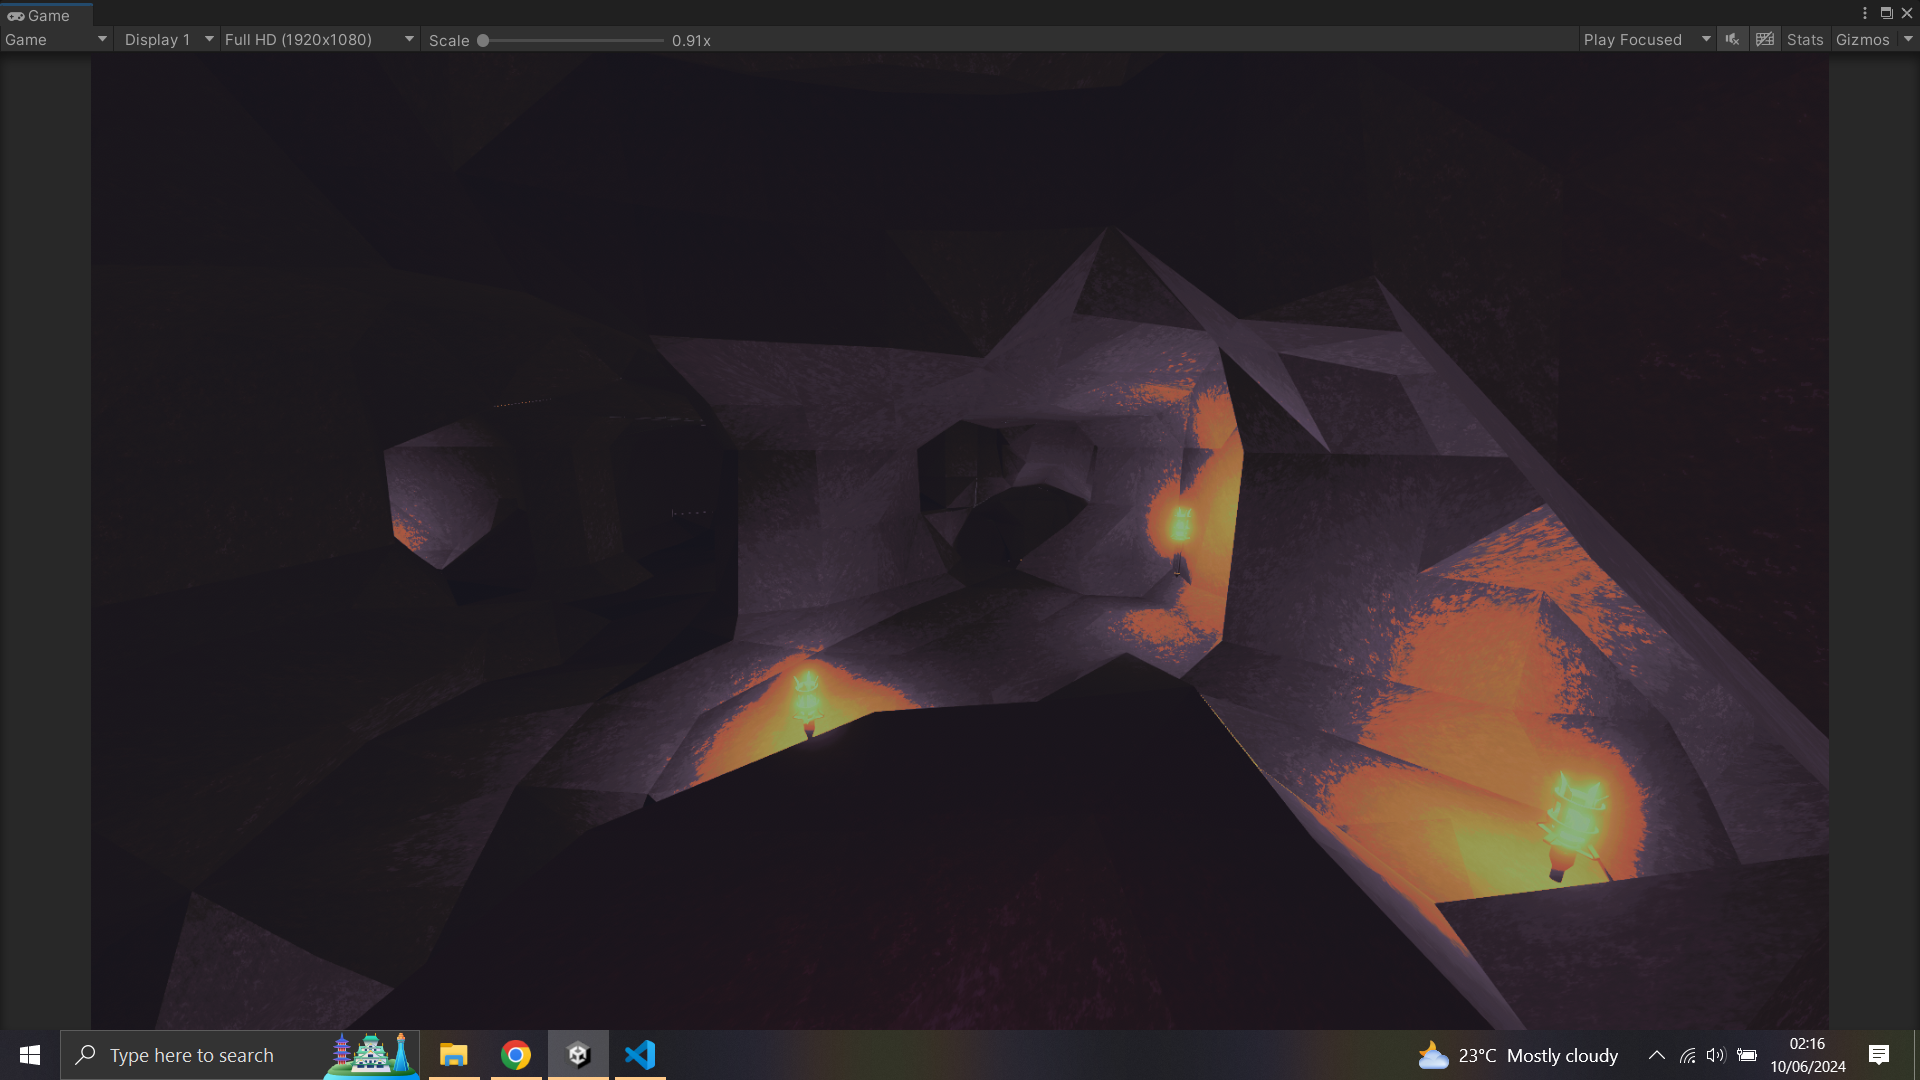 Game
Game Display 1 Full HD (1920x1080) Scale 0.91x Play Focused Stats Gizmos
Type here to search 23°C Mostly cloudy 02:16
10/06/2024